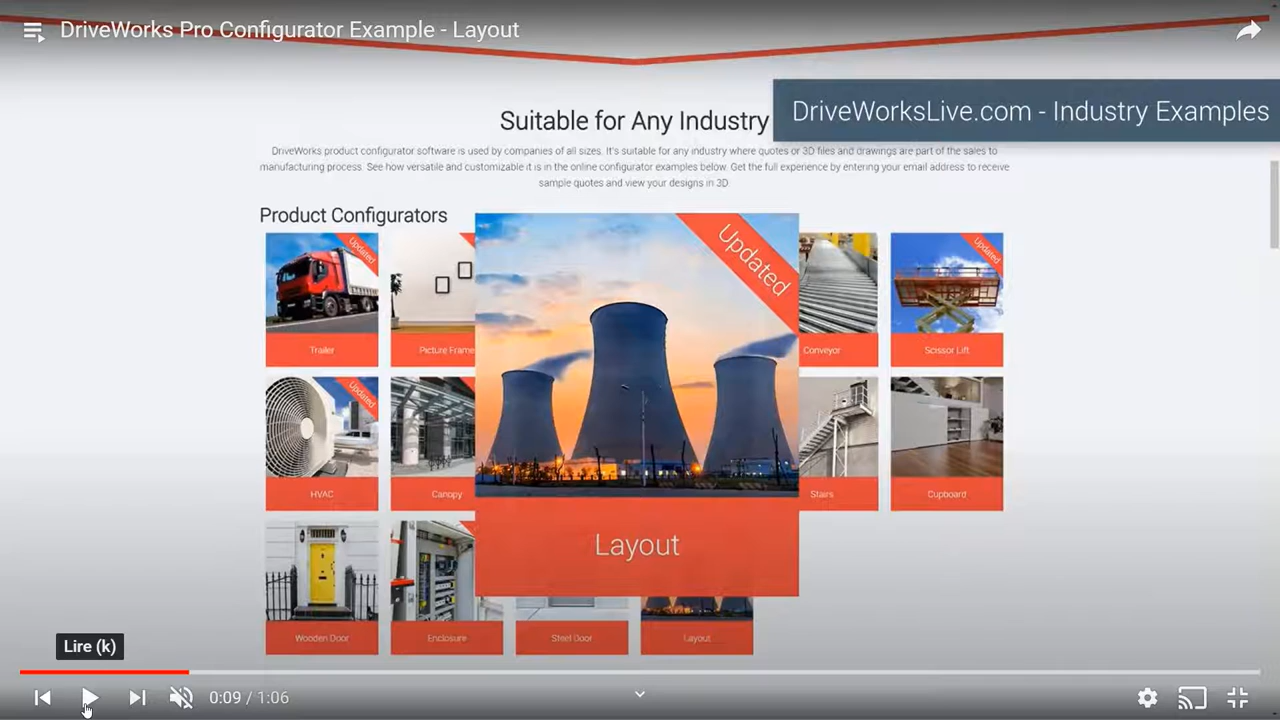 DriveWorks Pro Configurator Example - Layout
DriveWorksLive.com - Industry Examples
Suitable for Any Industry
DriveWorks product configurator software is used by companies of all sizes. It's suitable for any industry where quotes or 3D files and drawings are part of the sales to
manufacturing process. See how versatile and customizable it is in the online configurator examples below. Get the full experience by entering your email address to receive
sample quotes and view your designs in 3D.
Product Configurators
Updated
Updated
Updated
Trailer
Picture Frame
Conveyor
Scissor Lift
Updated
HVAC
Canopy
Stairs
Cupboard
Layout
Wooden Door
Enclosure
Steel Door
Layout
Lire (k)
0:09 / 1:06